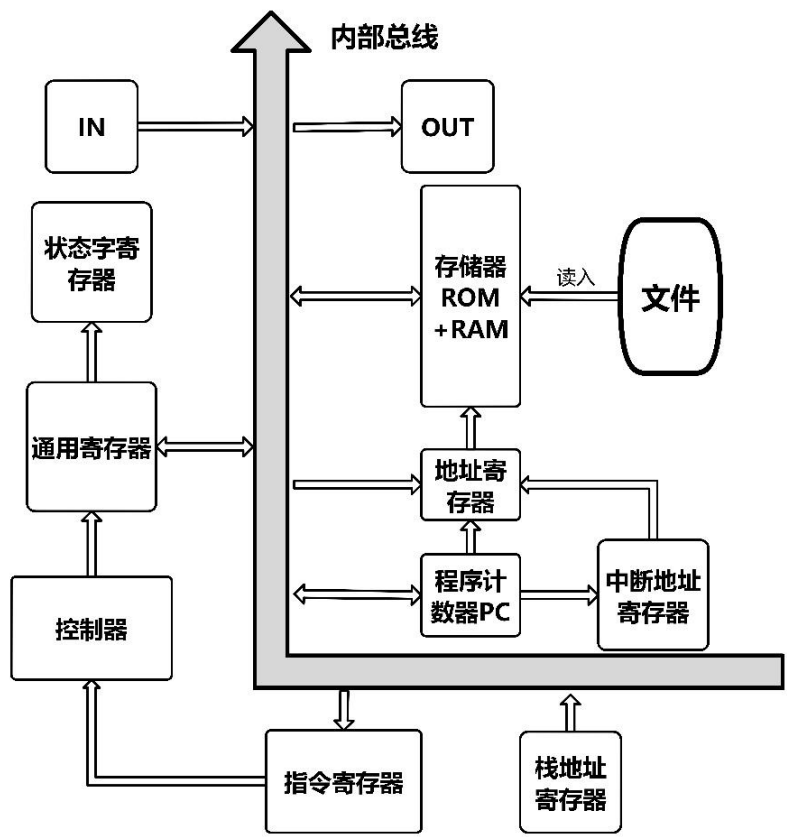 内部总线
IN
OUT
状态字寄
存器
存储器
ROM
+RAM
读入
文件
通用寄存器
地址寄
存器
程序计
数器PC
中断地址
寄存器
控制器
指令寄存器
栈地址
寄存器